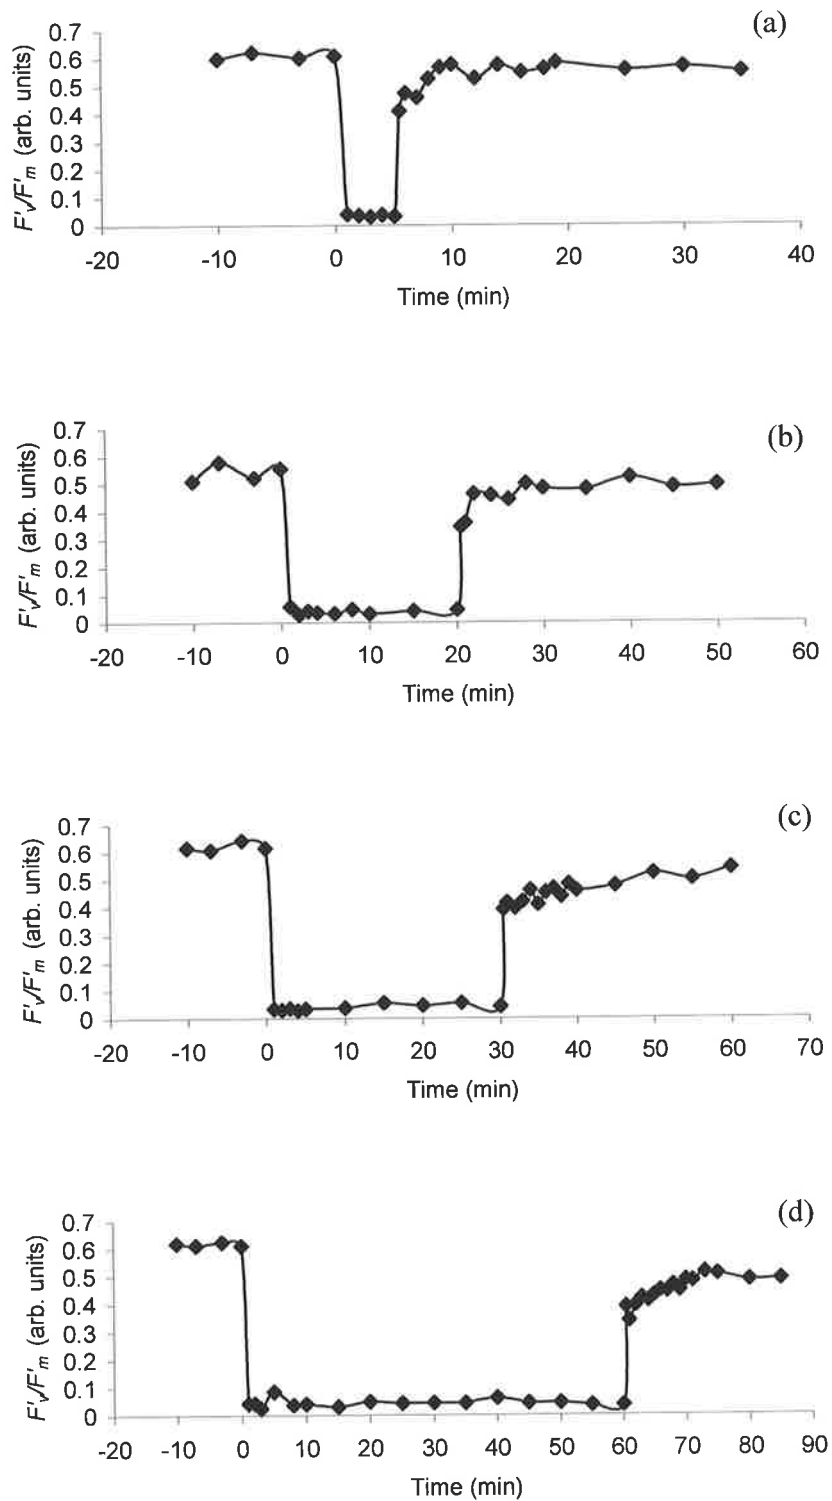 (a)
0.7
0.6
0.5
0.4
0.3
0.2
0.1
0
F'v/F'm (arb. units)
-20 -10 0 10 20 30 40
Time (min)
(b)
0.7
0.6
0.5
0.4
0.3
0.2
0.1
0
F'v/F'm (arb. units)
-20 -10 0 10 20 30 40 50 60
Time (min)
(c)
0.7
0.6
0.5
0.4
0.3
0.2
0.1
0
F'v/F'm (arb. units)
-20 -10 0 10 20 30 40 50 60 70
Time (min)
(d)
0.7
0.6
0.5
0.4
0.3
0.2
0.1
0
F'v/F'm (arb. units)
-20 -10 0 10 20 30 40 50 60 70 80 90
Time (min)